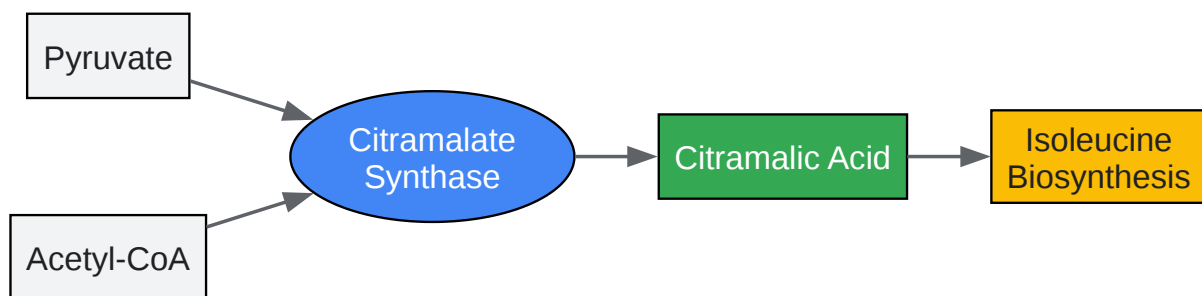 Pyruvate
Acetyl-CoA
Citramalate
Synthase
Citramalic Acid
Isoleucine
Biosynthesis